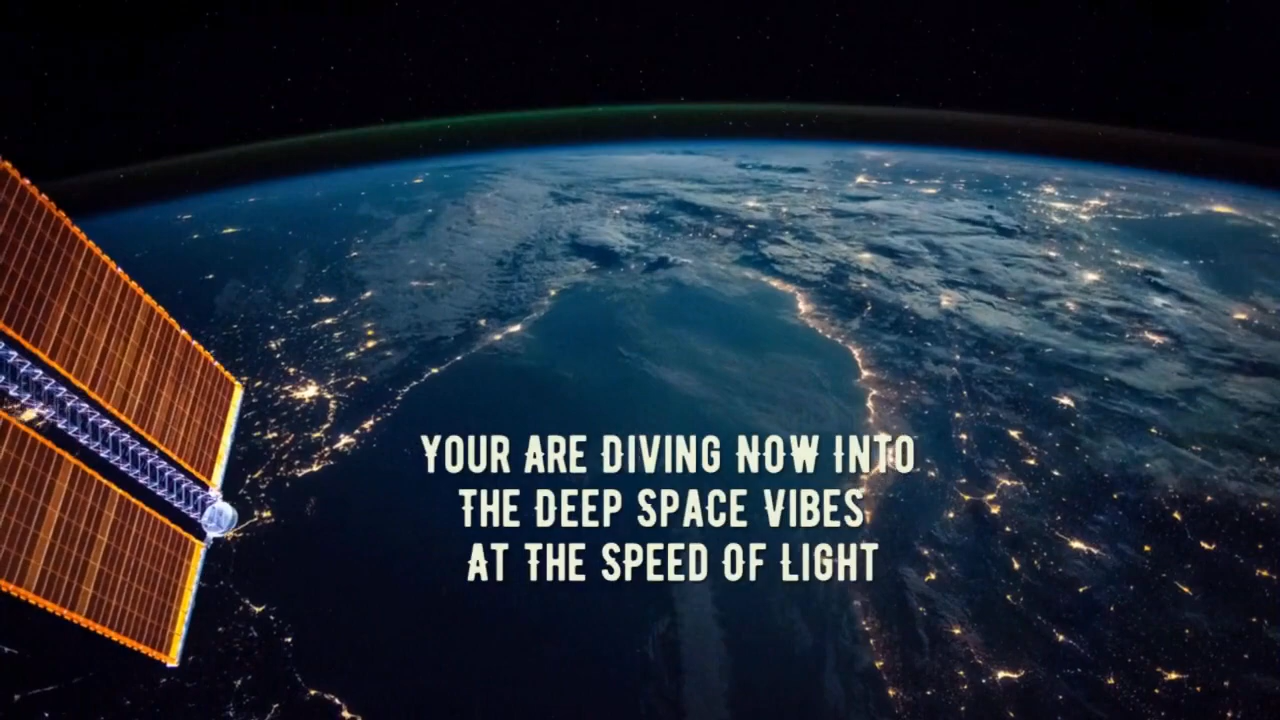 YOUR ARE DIVING NOW INTO
THE DEEP SPACE VIBES
AT THE SPEED OF LIGHT